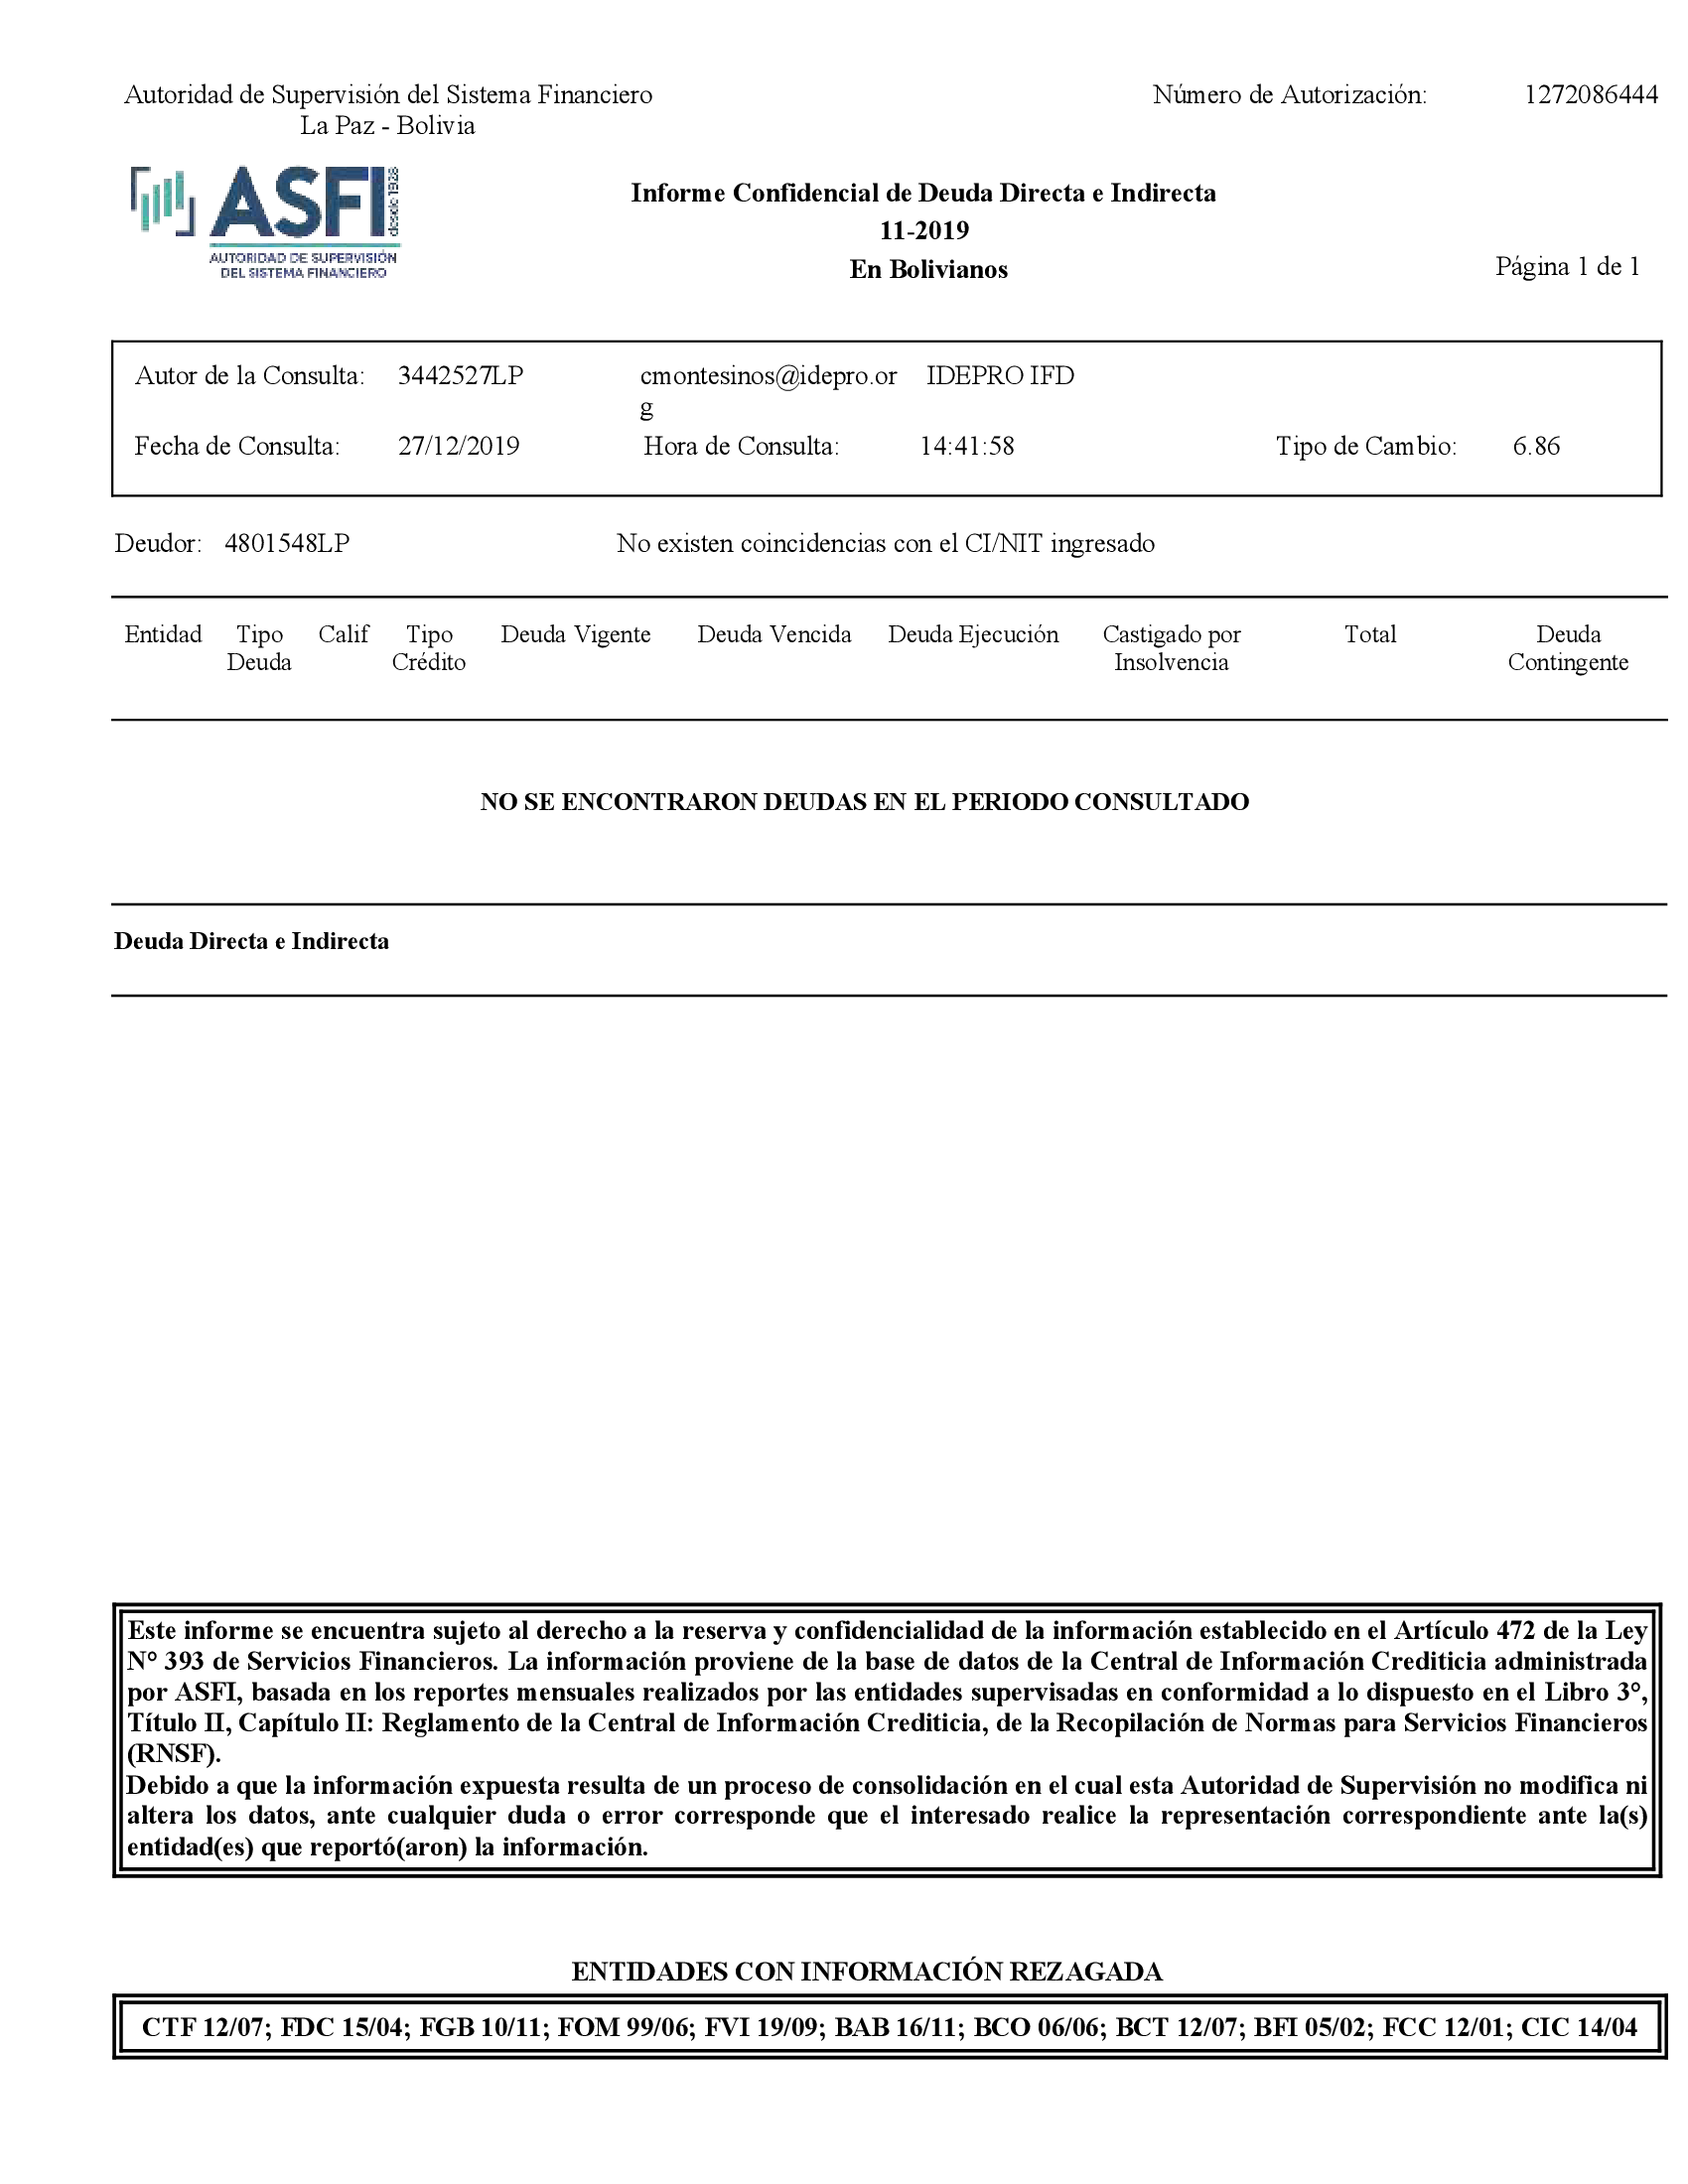 Autoridad de Supervisión del Sistema Financiero
La Paz - Bolivia
Número de Autorización: 1272086444
ASFI desde 1928
AUTORIDAD DE SUPERVISIÓN
DEL SISTEMA FINANCIERO
Informe Confidencial de Deuda Directa e Indirecta
11-2019
En Bolivianos
Página 1 de 1
Autor de la Consulta: 3442527LP cmontesinos@idepro.or IDEPRO IFD
g
Fecha de Consulta: 27/12/2019 Hora de Consulta: 14:41:58 Tipo de Cambio: 6.86
Deudor: 4801548LP No existen coincidencias con el CI/NIT ingresado
Entidad Tipo Calif Tipo Deuda Vigente Deuda Vencida Deuda Ejecución Castigado por Total Deuda
Deuda Crédito Insolvencia Contingente
NO SE ENCONTRARON DEUDAS EN EL PERIODO CONSULTADO
Deuda Directa e Indirecta
Este informe se encuentra sujeto al derecho a la reserva y confidencialidad de la información establecido en el Artículo 472 de la Ley
N° 393 de Servicios Financieros. La información proviene de la base de datos de la Central de Información Crediticia administrada
por ASFI, basada en los reportes mensuales realizados por las entidades supervisadas en conformidad a lo dispuesto en el Libro 3°,
Título II, Capítulo II: Reglamento de la Central de Información Crediticia, de la Recopilación de Normas para Servicios Financieros
(RNSF).
Debido a que la información expuesta resulta de un proceso de consolidación en el cual esta Autoridad de Supervisión no modifica ni
altera los datos, ante cualquier duda o error corresponde que el interesado realice la representación correspondiente ante la(s)
entidad(es) que reportó(aron) la información.
ENTIDADES CON INFORMACIÓN REZAGADA
CTF 12/07; FDC 15/04; FGB 10/11; FOM 99/06; FVI 19/09; BAB 16/11; BCO 06/06; BCT 12/07; BFI 05/02; FCC 12/01; CIC 14/04